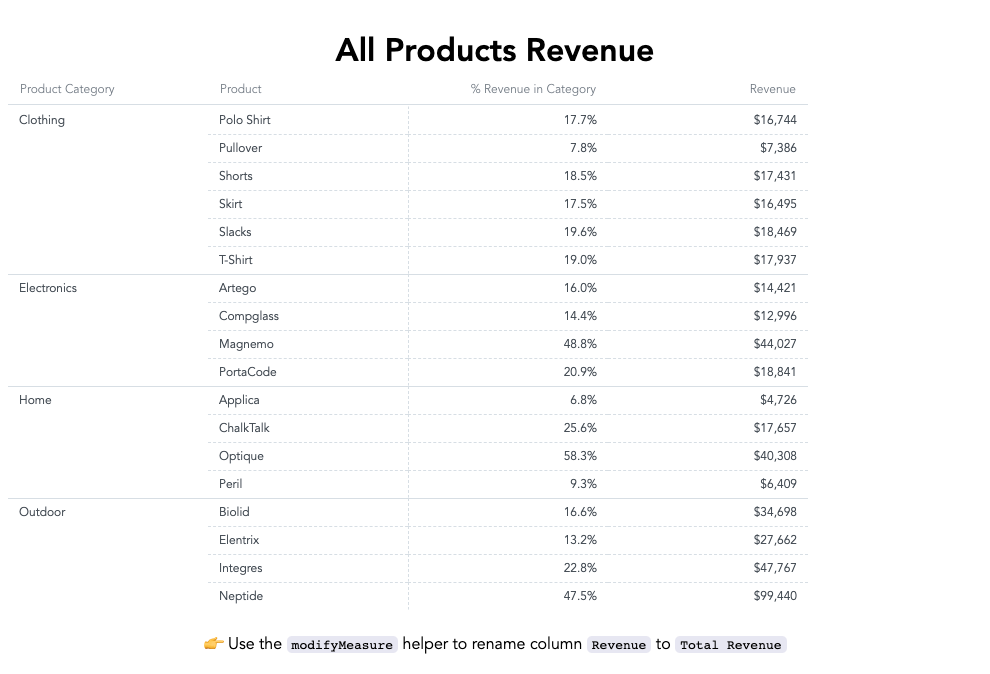 All Products Revenue
Product Category Product % Revenue in Category Revenue
Clothing Polo Shirt 17.7% $16,744
Pullover 7.8% $7,386
Shorts 18.5% $17,431
Skirt 17.5% $16,495
Slacks 19.6% $18,469
T-Shirt 19.0% $17,937
Electronics Artego 16.0% $14,421
Compglass 14.4% $12,996
Magnemo 48.8% $44,027
PortaCode 20.9% $18,841
Home Applica 6.8% $4,726
ChalkTalk 25.6% $17,657
Optique 58.3% $40,308
Peril 9.3% $6,409
Outdoor Biolid 16.6% $34,698
Elentrix 13.2% $27,662
Integres 22.8% $47,767
Neptide 47.5% $99,440
👉 Use the modifyMeasure helper to rename column Revenue to Total Revenue